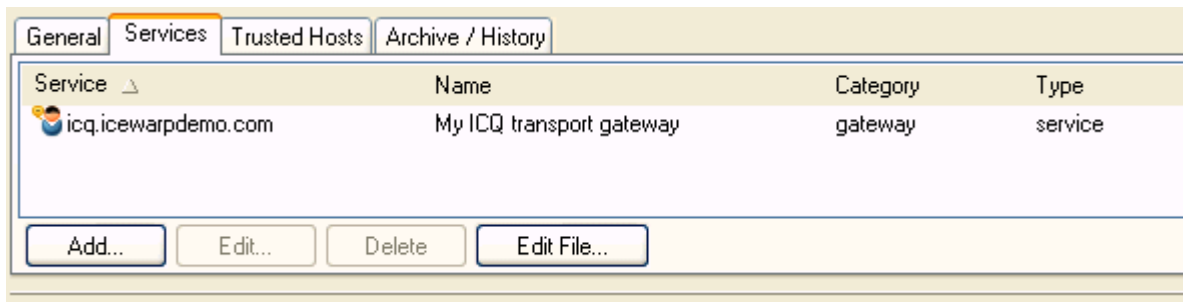 General Services Trusted Hosts Archive / History
Service Name Category Type
icq.icewarpdemo.com My ICQ transport gateway gateway service
Add... Edit... Delete Edit File...